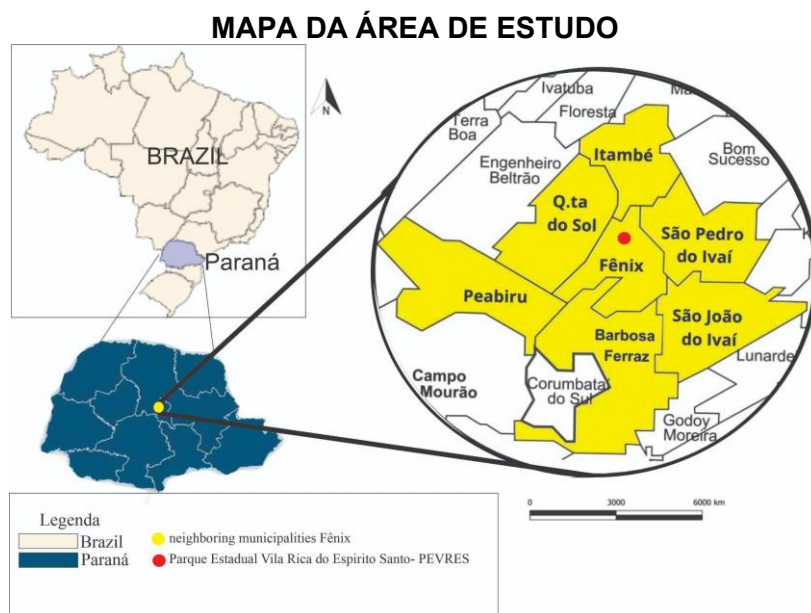 MAPA DA ÁREA DE ESTUDO
N
BRAZIL
Paraná
Ivatuba
Floresta
Terra
Boa
Engenheiro
Beltrão
Itambé
Bom
Sucesso
Q.ta
do Sol
São Pedro
do Ivaí
Fênix
Peabiru
São João
do Ivaí
Barbosa
Ferraz
Lunarde
Campo
Mourão
Corumbataí
do Sul
Godoy
Moreira
Legenda
Brazil
Paraná
neighboring municipalities Fênix
Parque Estadual Vila Rica do Espirito Santo- PEVRES
0 3000 6000 km